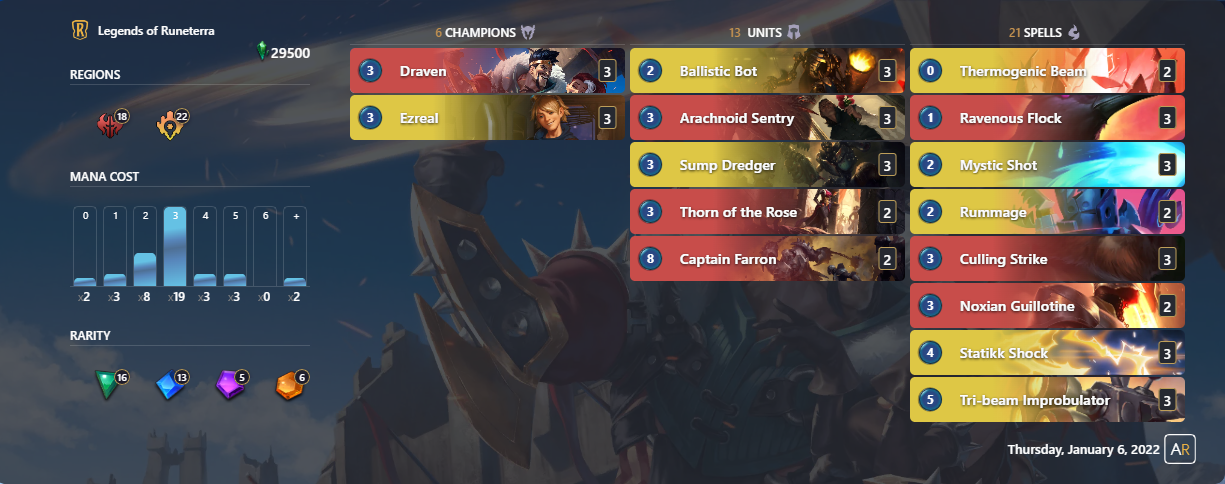 Legends of Runeterra
29500
REGIONS
18 22
MANA COST
0 1 2 3 4 5 6 +
x2 x3 x8 x19 x3 x3 x0 x2
RARITY
16 13 5 6
6 CHAMPIONS
3 Draven 3
3 Ezreal 3
13 UNITS
2 Ballistic Bot 3
3 Arachnoid Sentry 3
3 Sump Dredger 3
3 Thorn of the Rose 2
8 Captain Farron 2
21 SPELLS
0 Thermogenic Beam 2
1 Ravenous Flock 3
2 Mystic Shot 3
2 Rummage 2
3 Culling Strike 3
3 Noxian Guillotine 2
4 Statikk Shock 3
5 Tri-beam Improbulator 3
Thursday, January 6, 2022 AR